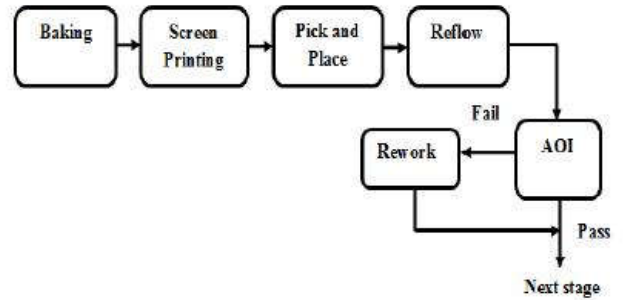 Baking
Screen
Printing
Pick and
Place
Reflow
Fail
Rework
AOI
Pass
Next stage